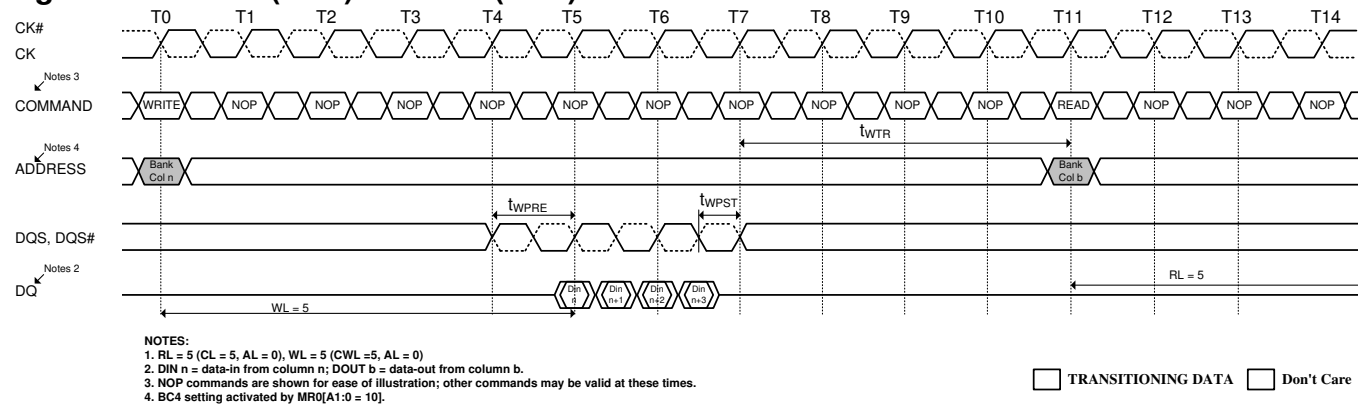 T0 T1 T2 T3 T4 T5 T6 T7 T8 T9 T10 T11 T12 T13 T14
CK#
CK
Notes 3
COMMAND WRITE NOP NOP NOP NOP NOP NOP NOP NOP NOP NOP READ NOP NOP NOP
tWTR
Notes 4
ADDRESS
Bank
Col n
Bank
Col b
tWPRE
tWPST
DQS, DQS#
Notes 2
DQ
Din
n
Din
n+1
Din
n+2
Din
n+3
RL = 5
WL = 5
NOTES:
1. RL = 5 (CL = 5, AL = 0), WL = 5 (CWL =5, AL = 0)
2. DIN n = data-in from column n; DOUT b = data-out from column b.
3. NOP commands are shown for ease of illustration; other commands may be valid at these times.
4. BC4 setting activated by MR0[A1:0 = 10].
TRANSITIONING DATA
Don't Care